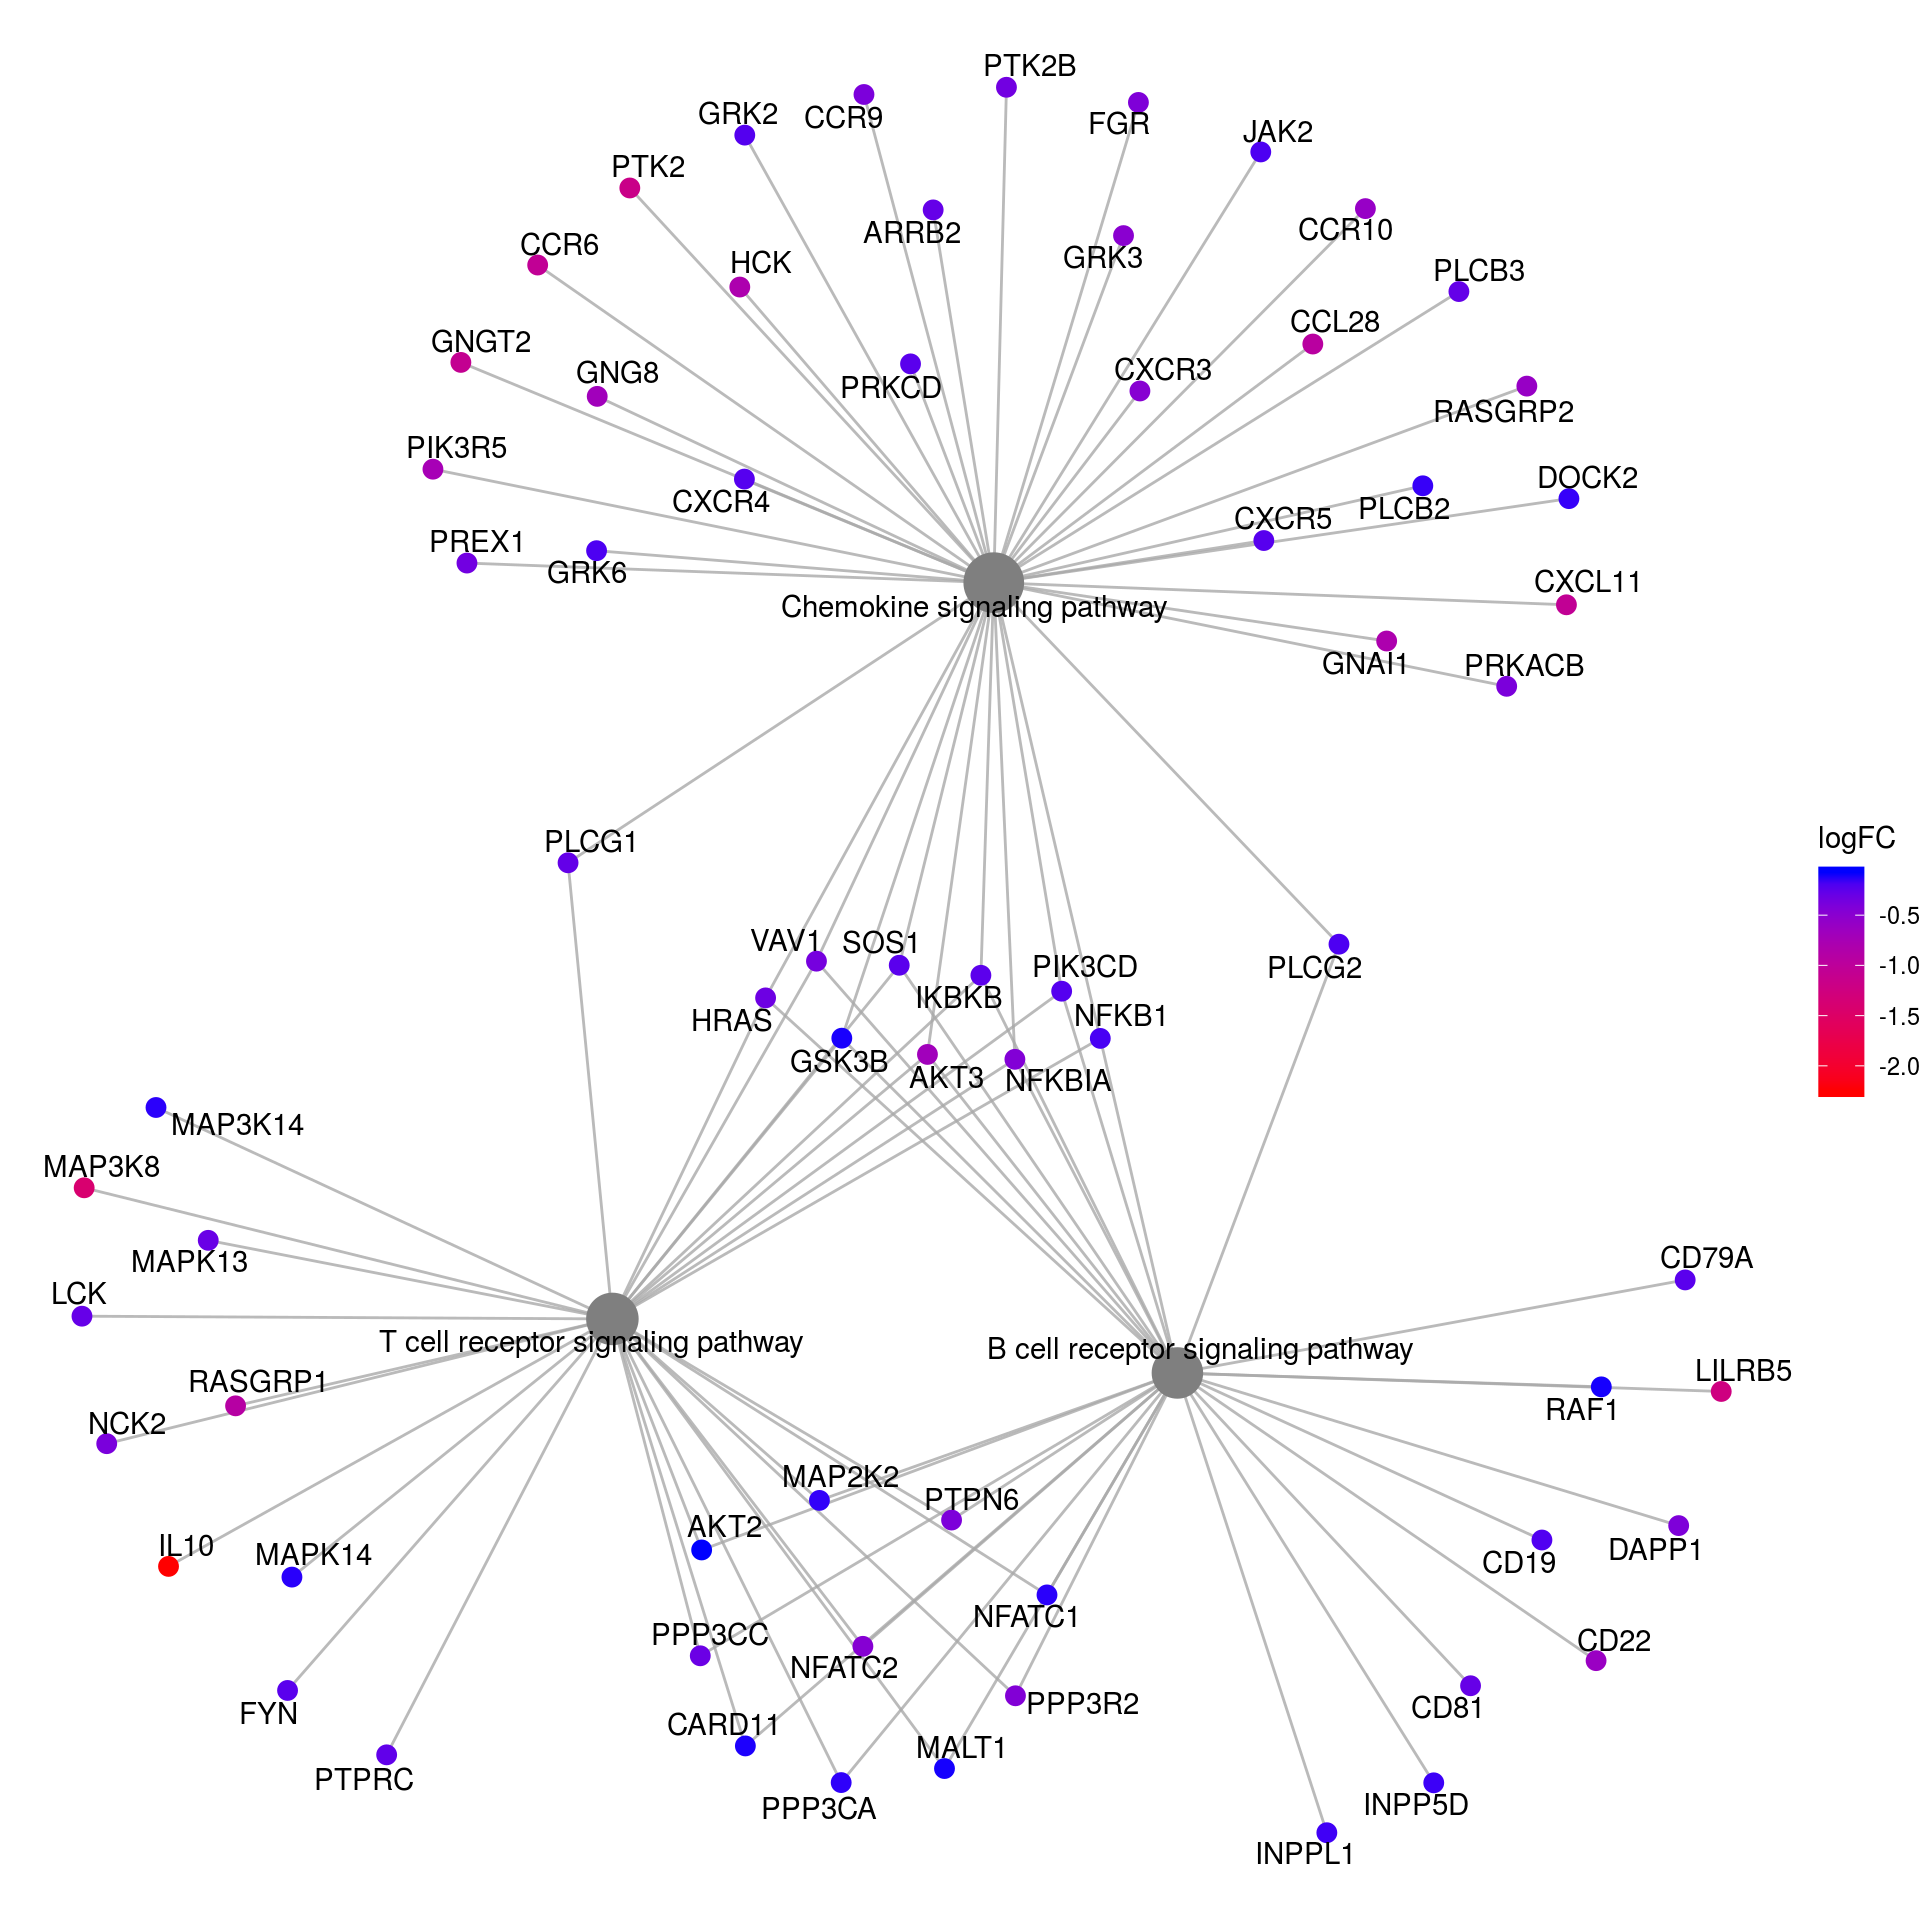 PTK2B
GRK2
CCR9
FGR
JAK2
PTK2
CCR10
ARRB2
CCR6
HCK
GRK3
PLCB3
CCL28
GNGT2
GNG8
CXCR3
PRKCD
RASGRP2
PIK3R5
DOCK2
CXCR4
PLCB2
CXCR5
PREX1
GRK6
CXCL11
Chemokine signaling pathway
GNAI1
PRKACB
logFC
-0.5
-1.0
-1.5
-2.0
PLCG1
VAV1
SOS1
PIK3CD
PLCG2
IKBKB
NFKB1
HRAS
GSK3B
AKT3
NFKBIA
MAP3K14
MAP3K8
MAPK13
CD79A
LCK
T cell receptor signaling pathway
B cell receptor signaling pathway
LILRB5
RASGRP1
RAF1
NCK2
MAP2K2
PTPN6
AKT2
IL10
MAPK14
CD19
DAPP1
NFATC1
PPP3CC
CD22
NFATC2
FYN
PPP3R2
CD81
CARD11
MALT1
PTPRC
PPP3CA
INPP5D
INPPL1